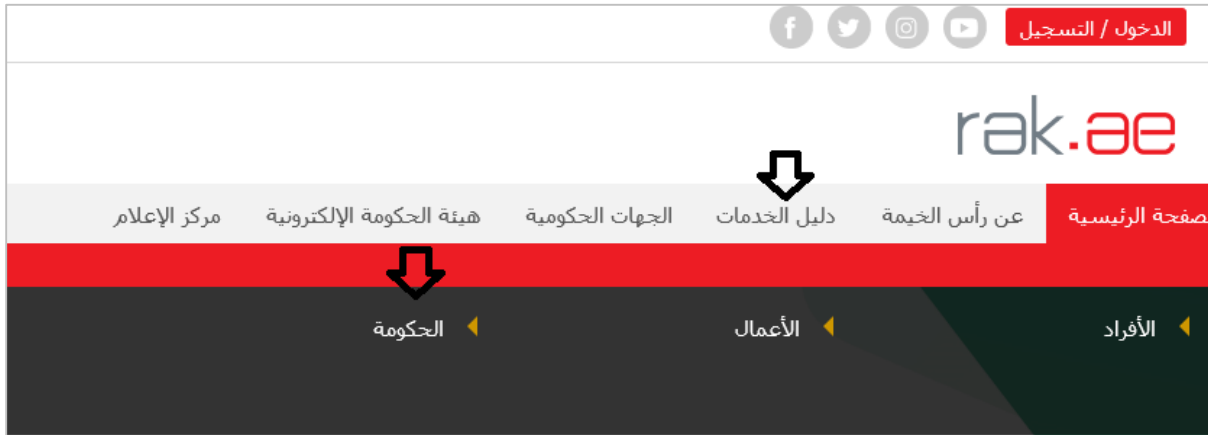 الدخول / التسجيل
rak.ae
صفحة الرئيسية عن رأس الخيمة دليل الخدمات الجهات الحكومية هيئة الحكومة الإلكترونية مركز الإعلام
الأفراد الأعمال الحكومة